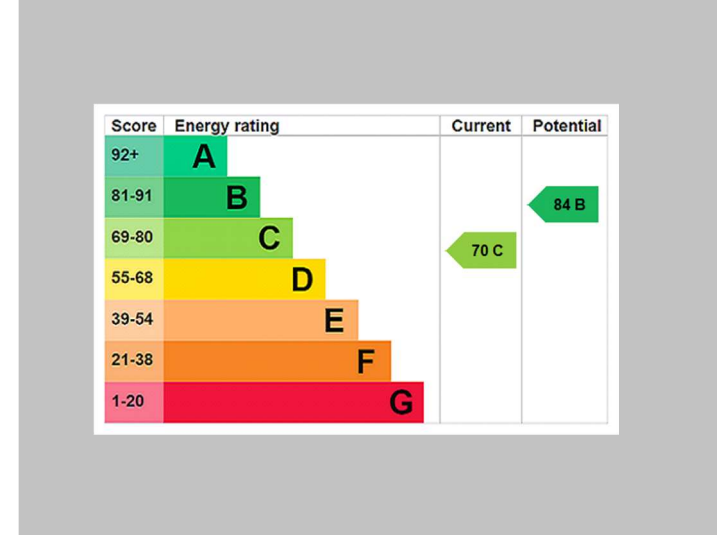 Score Energy rating Current Potential
92+ A
81-91 B 84 B
69-80 C 70 C
55-68 D
39-54 E
21-38 F
1-20 G